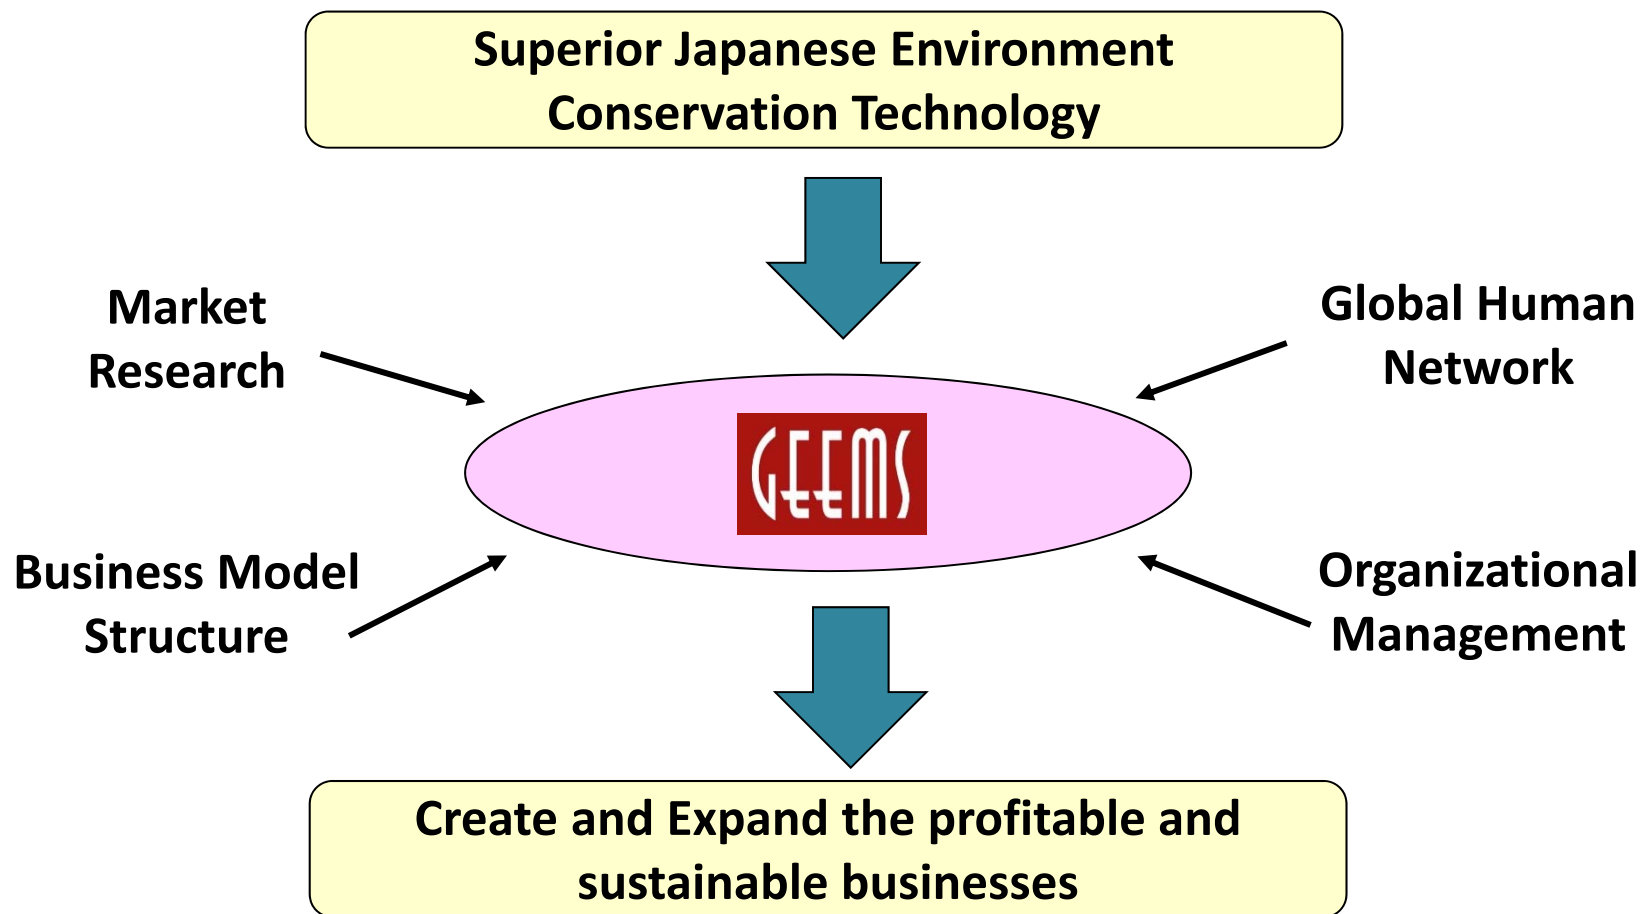 Superior Japanese Environment
Conservation Technology
Market
Research
Global Human
Network
GEEMS
Business Model
Structure
Organizational
Management
Create and Expand the profitable and
sustainable businesses